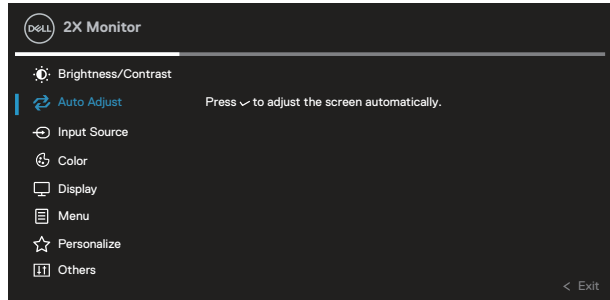 DELL 2X Monitor
Brightness/Contrast
Auto Adjust Press ✓ to adjust the screen automatically.
Input Source
Color
Display
Menu
Personalize
Others
< Exit